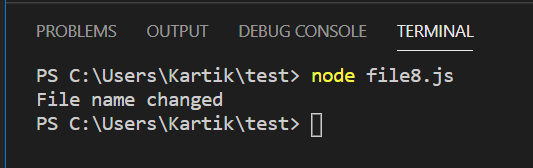 PROBLEMS OUTPUT DEBUG CONSOLE TERMINAL
PS C:\Users\Kartik\test> node file8.js
File name changed
PS C:\Users\Kartik\test>